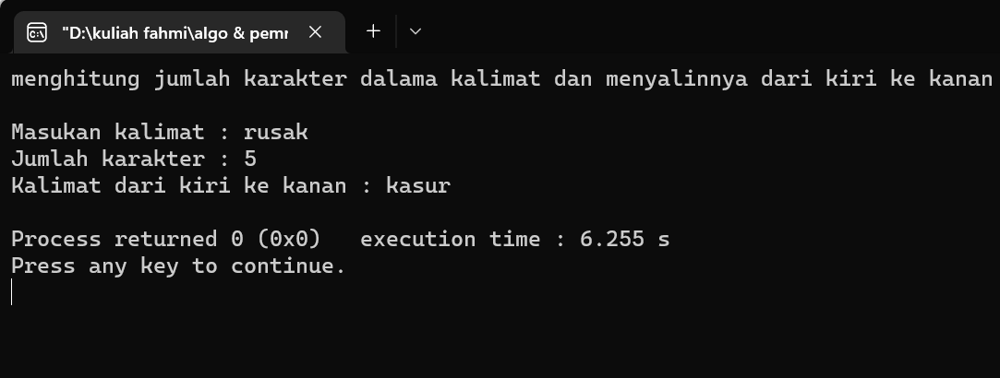 "D:\kuliah fahmi\algo & pemr
menghitung jumlah karakter dalama kalimat dan menyalinnya dari kiri ke kanan
Masukan kalimat : rusak
Jumlah karakter : 5
Kalimat dari kiri ke kanan : kasur
Process returned 0 (0x0)   execution time : 6.255 s
Press any key to continue.